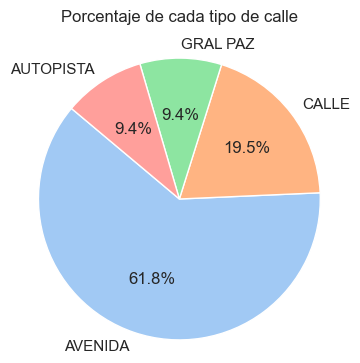 Porcentaje de cada tipo de calle
GRAL PAZ
AUTOPISTA
CALLE
9.4%
9.4%
19.5%
61.8%
AVENIDA